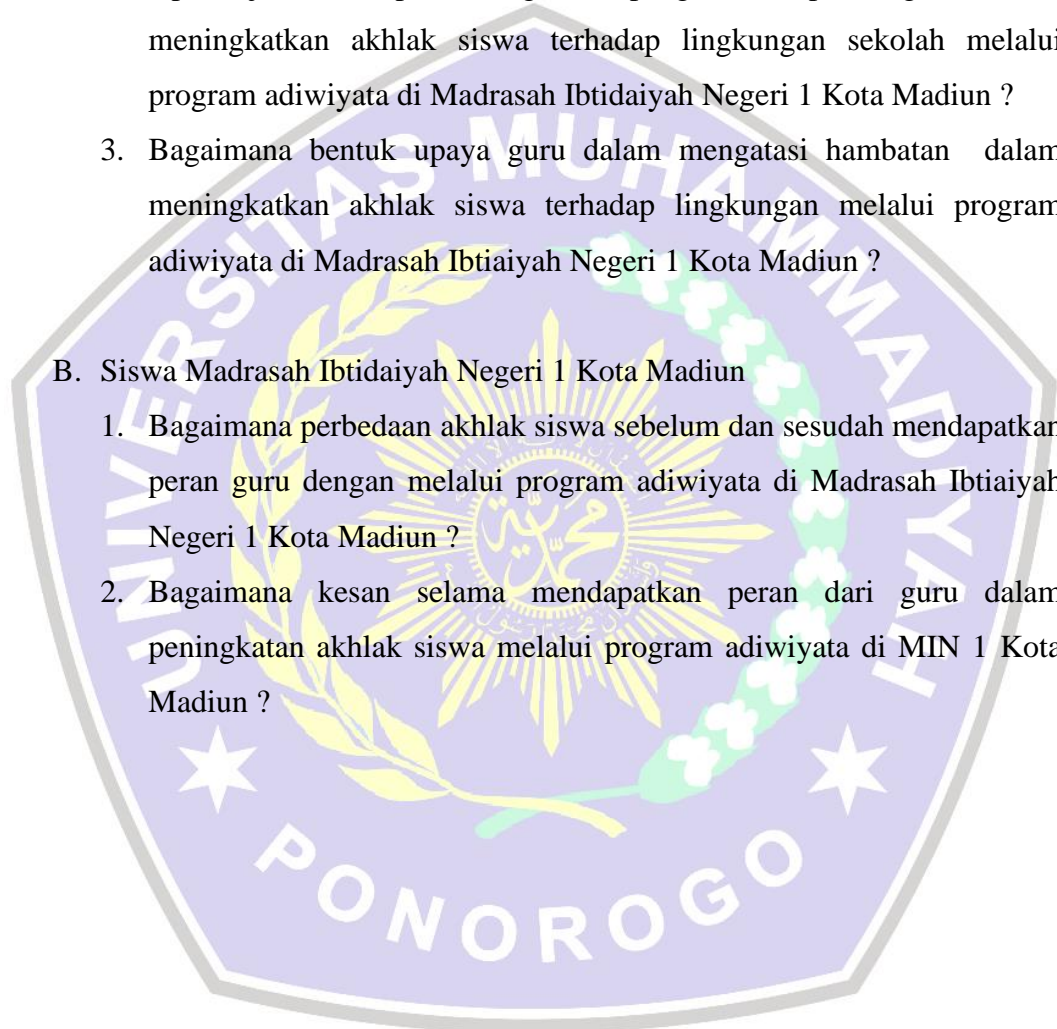 meningkatkan akhlak siswa terhadap lingkungan sekolah melalui
program adiwiyata di Madrasah Ibtidaiyah Negeri 1 Kota Madiun ?
3. Bagaimana bentuk upaya guru dalam mengatasi hambatan dalam
meningkatkan akhlak siswa terhadap lingkungan melalui program
adiwiyata di Madrasah Ibtiaiyah Negeri 1 Kota Madiun ?
B. Siswa Madrasah Ibtidaiyah Negeri 1 Kota Madiun
1. Bagaimana perbedaan akhlak siswa sebelum dan sesudah mendapatkan
peran guru dengan melalui program adiwiyata di Madrasah Ibtiaiyah
Negeri 1 Kota Madiun ?
2. Bagaimana kesan selama mendapatkan peran dari guru dalam
peningkatan akhlak siswa melalui program adiwiyata di MIN 1 Kota
Madiun ?
UNIVERSITAS MUHAMMADIYAH
PONOROGO
محمدية